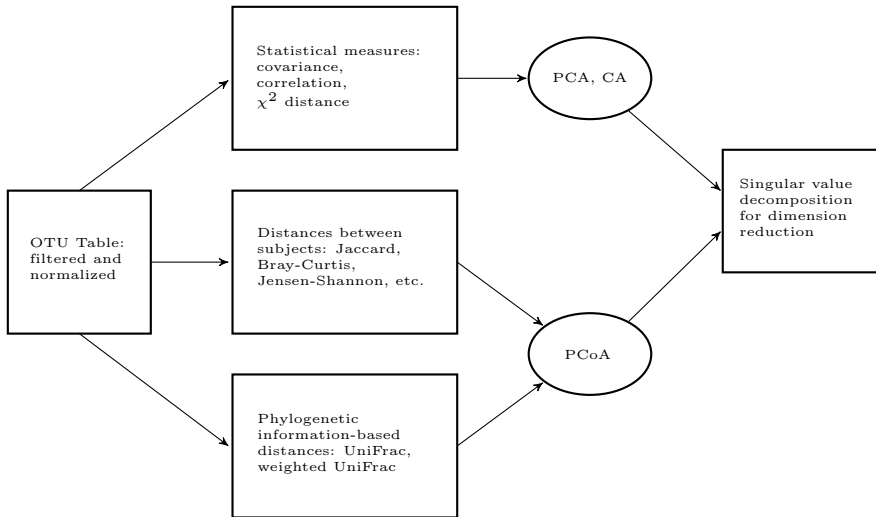 Statistical measures:
covariance,
correlation,
χ² distance
PCA, CA
Singular value
decomposition
for dimension
reduction
OTU Table:
filtered and
normalized
Distances between
subjects: Jaccard,
Bray-Curtis,
Jensen-Shannon, etc.
PCoA
Phylogenetic
information-based
distances: UniFrac,
weighted UniFrac